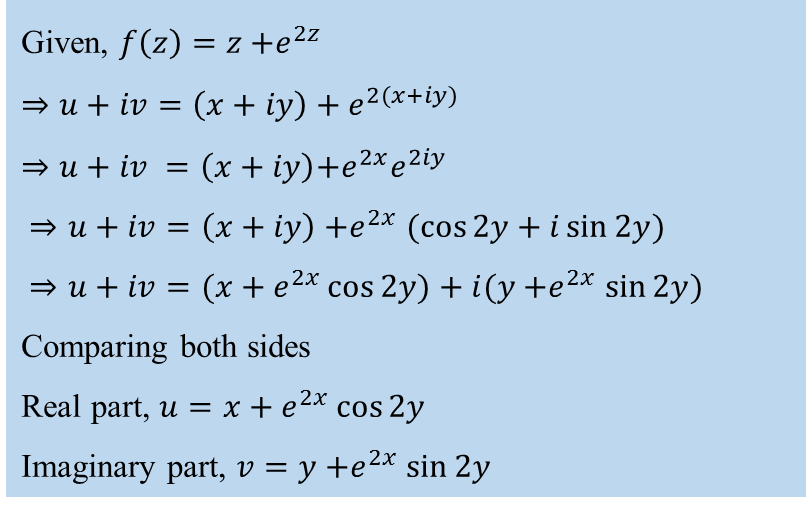 Given, f(z) = z +e^{2z}
⇒ u + iv = (x + iy) + e^{2(x+iy)}
⇒ u + iv = (x + iy)+e^{2x}e^{2iy}
⇒ u + iv = (x + iy) +e^{2x} (cos 2y + i sin 2y)
⇒ u + iv = (x + e^{2x} cos 2y) + i(y +e^{2x} sin 2y)
Comparing both sides
Real part, u = x + e^{2x} cos 2y
Imaginary part, v = y +e^{2x} sin 2y